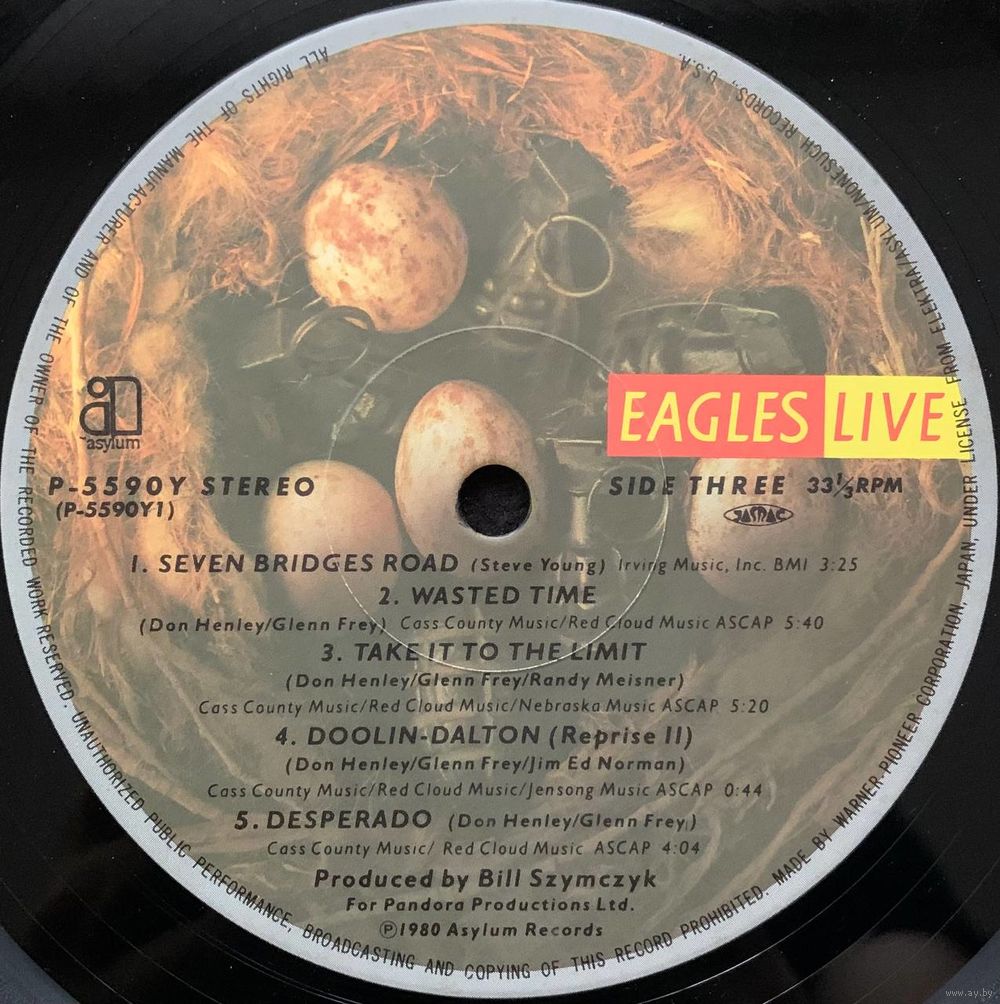 asylum
EAGLES LIVE
P-5590Y STEREO
(P-5590Y1)
SIDE THREE 33⅓RPM
JASRAC
1. SEVEN BRIDGES ROAD (Steve Young) Irving Music, Inc. BMI 3:25
2. WASTED TIME
(Don Henley/Glenn Frey) Cass County Music/Red Cloud Music ASCAP 5:40
3. TAKE IT TO THE LIMIT
(Don Henley/Glenn Frey/Randy Meisner)
Cass County Music/Red Cloud Music/Nebraska Music ASCAP 5:20
4. DOOLIN-DALTON (Reprise II)
(Don Henley/Glenn Frey/Jim Ed Norman)
Cass County Music/Red Cloud Music/Jensong Music ASCAP 0:44
5. DESPERADO (Don Henley/Glenn Frey)
Cass County Music/ Red Cloud Music ASCAP 4:04
Produced by Bill Szymczyk
For Pandora Productions Ltd.
℗1980 Asylum Records
ALL RIGHTS OF THE MANUFACTURER AND OF THE OWNER OF THE RECORDED WORK RESERVED. UNAUTHORIZED PUBLIC PERFORMANCE, BROADCASTING AND COPYING OF THIS RECORD PROHIBITED. MADE BY WARNER-PIONEER CORPORATION, JAPAN, UNDER LICENSE FROM ELEKTRA/ASYLUM/NONESUCH RECORDS, U.S.A.
www.ay.by